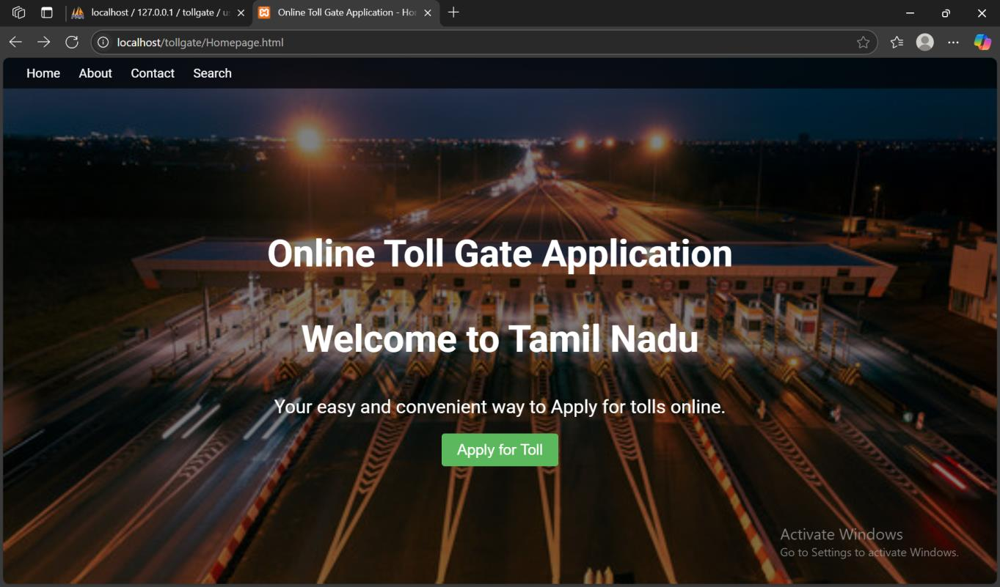 localhost / 127.0.0.1 / tollgate / u
Online Toll Gate Application - Ho
localhost/tollgate/Homepage.html
Home About Contact Search
Online Toll Gate Application
Welcome to Tamil Nadu
Your easy and convenient way to Apply for tolls online.
Apply for Toll
Activate Windows
Go to Settings to activate Windows.